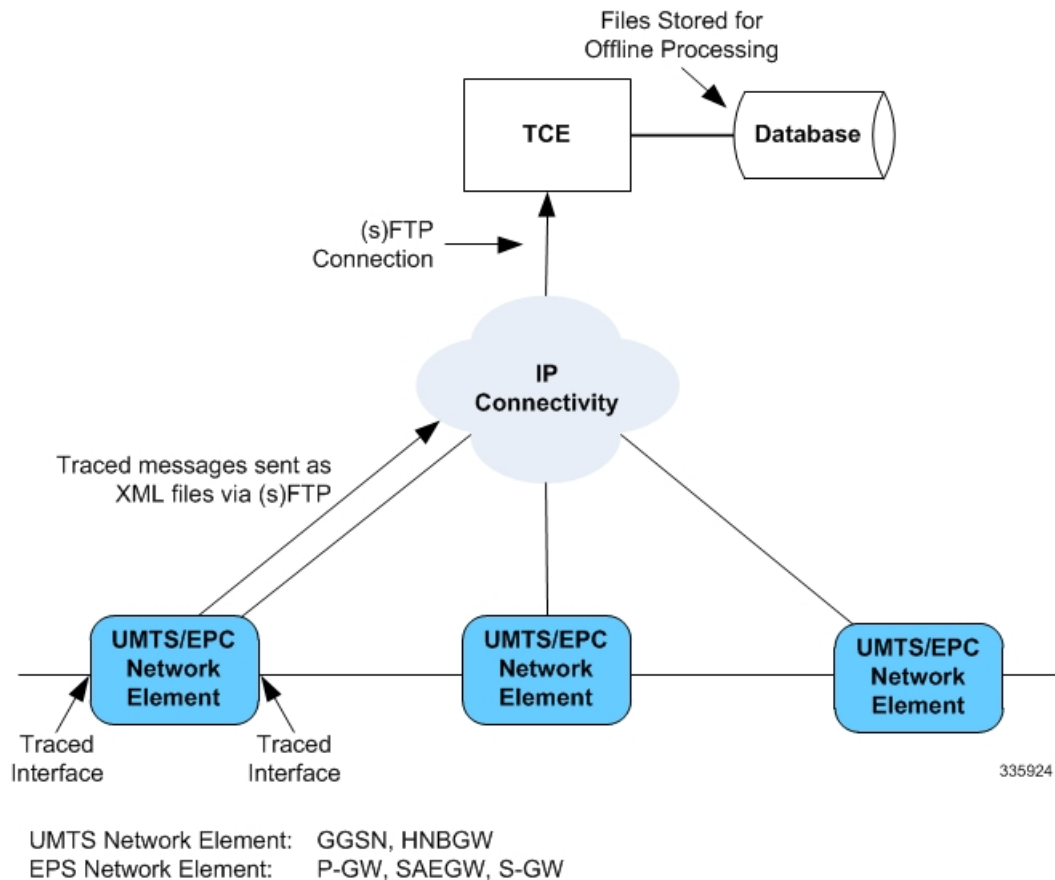 Files Stored for
Offline Processing
TCE
Database
(s)FTP
Connection
IP
Connectivity
Traced messages sent as
XML files via (s)FTP
UMTS/EPC
Network
Element
UMTS/EPC
Network
Element
UMTS/EPC
Network
Element
Traced
Interface
Traced
Interface
335924
UMTS Network Element: GGSN, HNBGW
EPS Network Element: P-GW, SAEGW, S-GW